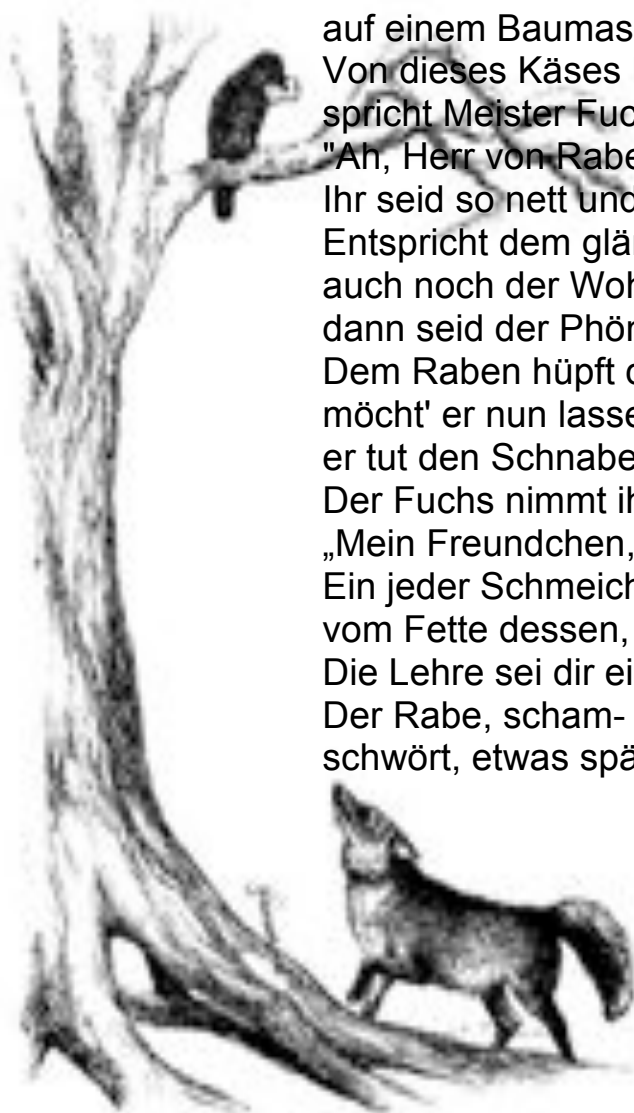 auf einem Baumas
Von dieses Käses
spricht Meister Fuc
"Ah, Herr von Rabe
Ihr seid so nett und
Entspricht dem glä
auch noch der Woh
dann seid der Phön
Dem Raben hüpft d
möcht' er nun lasse
er tut den Schnabe
Der Fuchs nimmt ih
„Mein Freundchen,
Ein jeder Schmeich
vom Fette dessen,
Die Lehre sei dir ei
Der Rabe, scham-
schwört, etwas spä